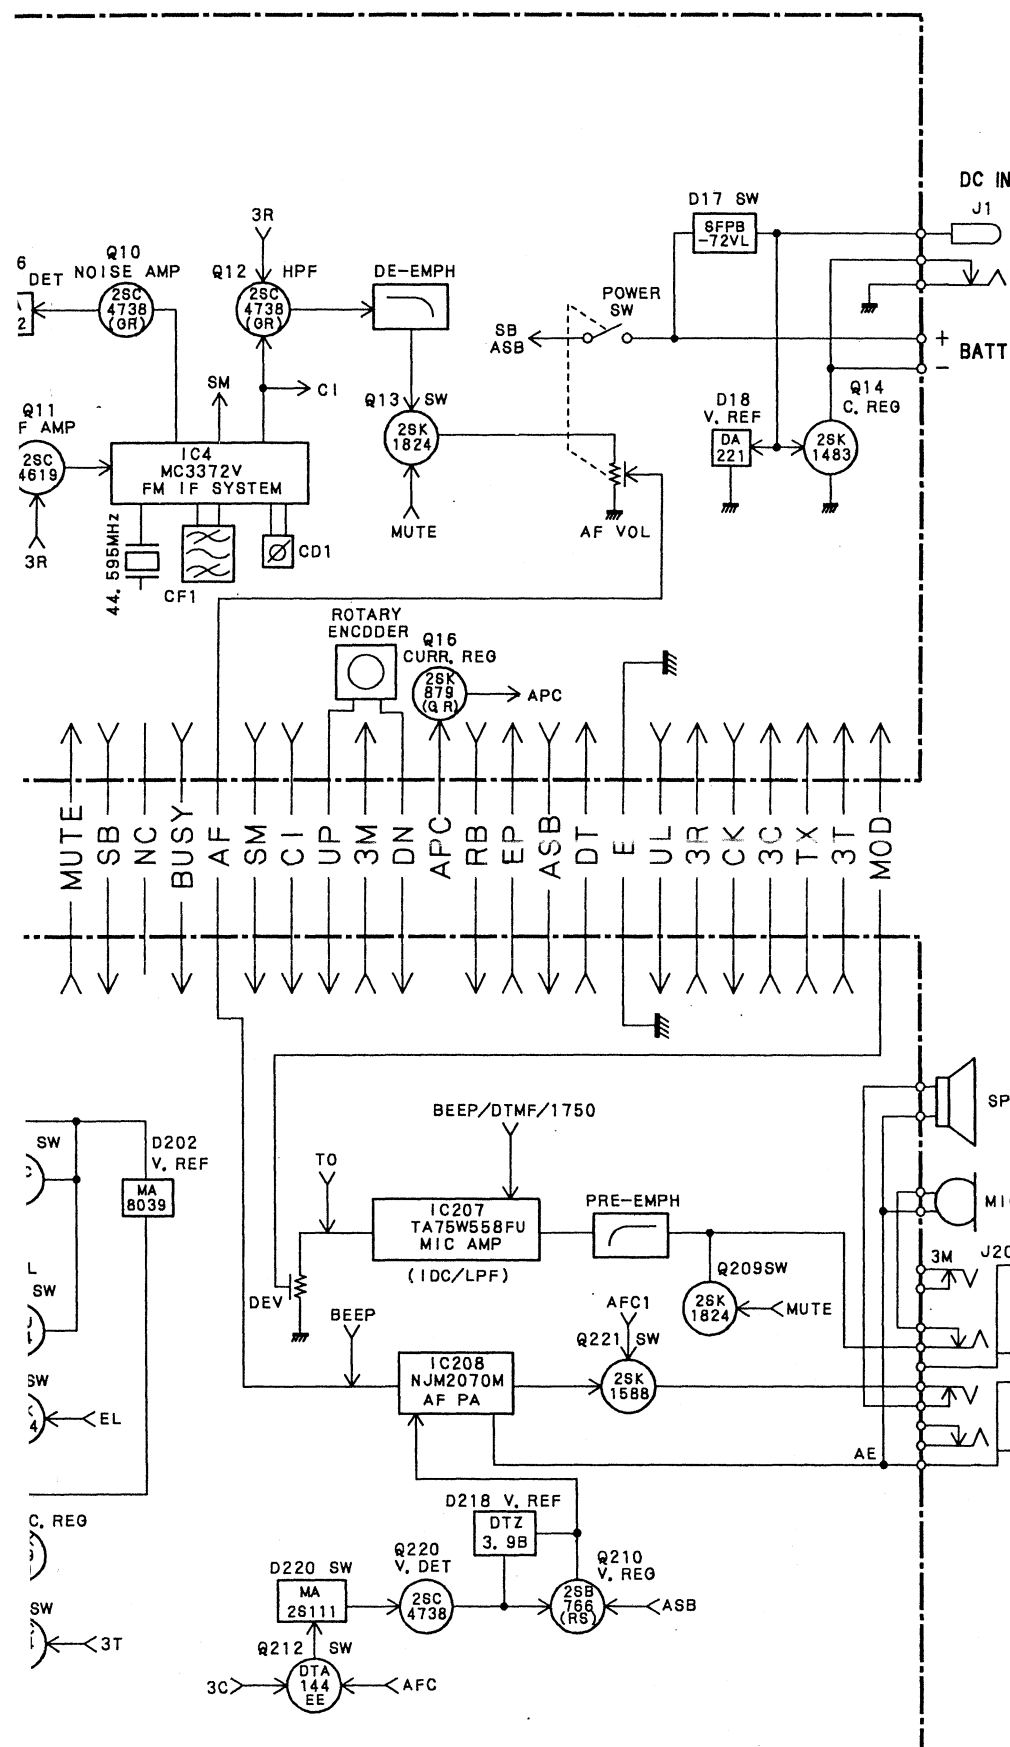 DC IN
J1
D17 SW
SFPB
-72VL
3R
6
DET
Q10
NOISE AMP
2SC
4738
(GR)
Q12
HPF
2SC
4738
(GR)
DE-EMPH
POWER
SW
SB
ASB
+
BATT
-
2
SM
CI
Q11
F AMP
2SC
4619
3R
Q13
SW
2SK
1824
MUTE
IC4
MC3372V
FM IF SYSTEM
44.595MHz
CF1
CD1
D18
V. REF
DA
221
Q14
C. REG
2SK
1483
AF VOL
ROTARY
ENCDDER
Q16
CURR. REG
2SK
879
(G R)
APC
MUTE
SB
NC
BUSY
AF
SM
CI
UP
3M
DN
APC
RB
EP
ASB
DT
E
UL
3R
CK
3C
TX
3T
MOD
SP
MIC
BEEP/DTMF/1750
SW
C
D202
V. REF
MA
8039
TO
IC207
TA75W558FU
MIC AMP
(IDC/LPF)
PRE-EMPH
3M
J20
L
SW
4
DEV
Q209SW
2SK
1824
MUTE
BEEP
AFC1
Q221
SW
2SK
1588
IC208
NJM2070M
AF PA
SW
K
4
EL
AE
C. REG
D218 V. REF
DTZ
3. 9B
Q220
V. DET
2SC
4738
Q210
V. REG
2SB
766
(RS)
ASB
D220 SW
MA
2S111
Q212
SW
DTA
144
EE
3C
AFC
SW
4
3T